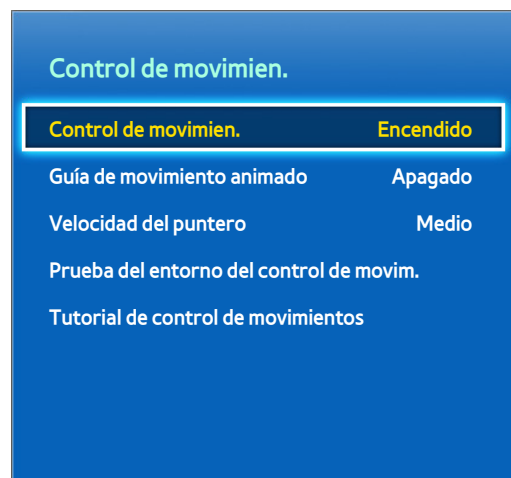 Control de movimien.
Control de movimien. Encendido
Guía de movimiento animado Apagado
Velocidad del puntero Medio
Prueba del entorno del control de movim.
Tutorial de control de movimientos